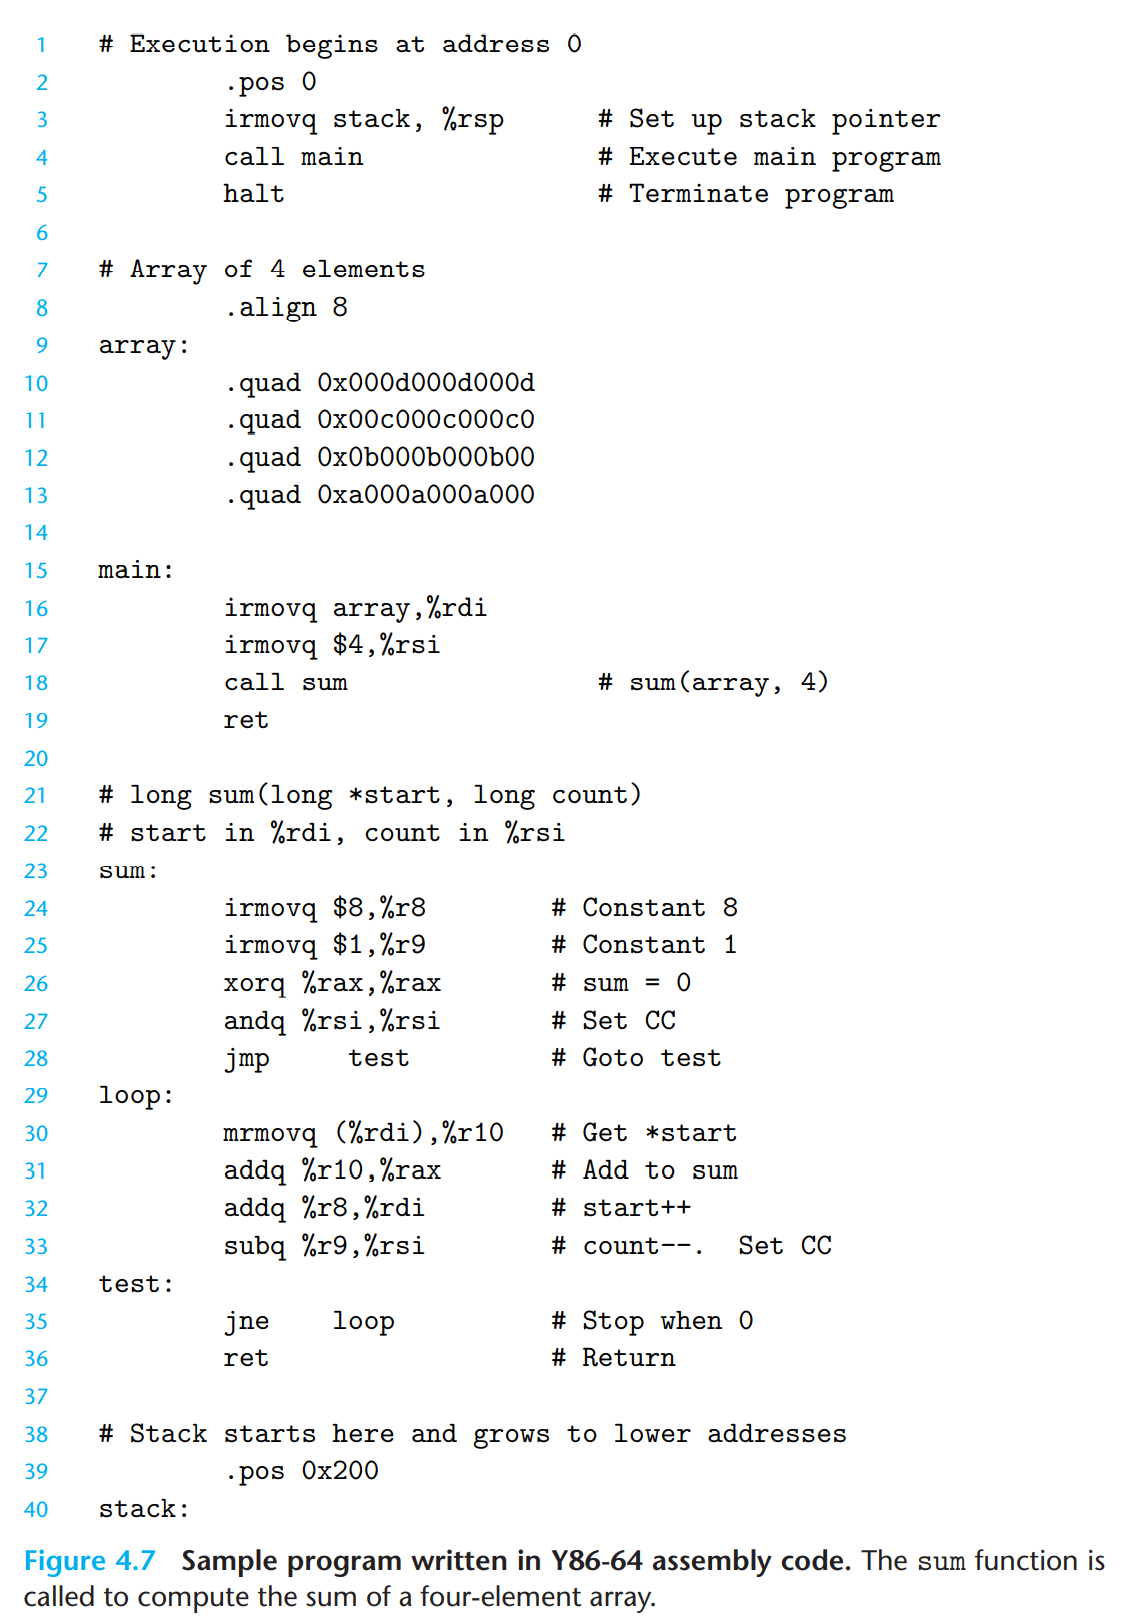 1 # Execution begins at address 0
2 .pos 0
3 irmovq stack, %rsp # Set up stack pointer
4 call main # Execute main program
5 halt # Terminate program
6
7 # Array of 4 elements
8 .align 8
9 array:
10 .quad 0x000d000d000d
11 .quad 0x00c000c000c0
12 .quad 0x0b000b000b00
13 .quad 0xa000a000a000
14
15 main:
16 irmovq array,%rdi
17 irmovq $4,%rsi
18 call sum # sum(array, 4)
19 ret
20
21 # long sum(long *start, long count)
22 # start in %rdi, count in %rsi
23 sum:
24 irmovq $8,%r8 # Constant 8
25 irmovq $1,%r9 # Constant 1
26 xorq %rax,%rax # sum = 0
27 andq %rsi,%rsi # Set CC
28 jmp test # Goto test
29 loop:
30 mrmovq (%rdi),%r10 # Get *start
31 addq %r10,%rax # Add to sum
32 addq %r8,%rdi # start++
33 subq %r9,%rsi # count--. Set CC
34 test:
35 jne loop # Stop when 0
36 ret # Return
37
38 # Stack starts here and grows to lower addresses
39 .pos 0x200
40 stack:
Figure 4.7 Sample program written in Y86-64 assembly code. The sum function is
called to compute the sum of a four-element array.